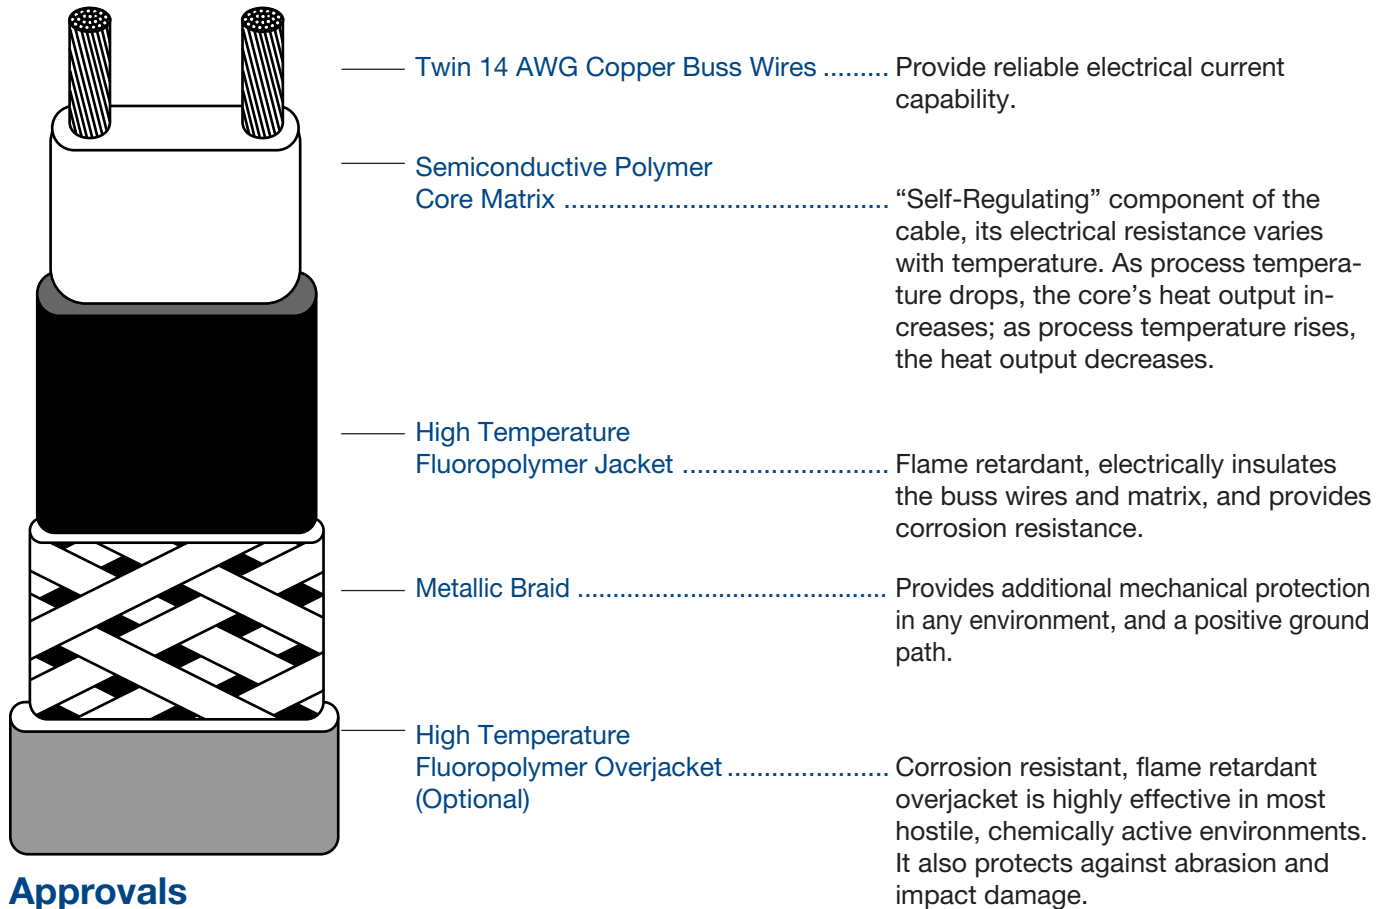 Twin 14 AWG Copper Buss Wires ......... Provide reliable electrical current
capability.
Semiconductive Polymer
Core Matrix ............................................ “Self-Regulating” component of the
cable, its electrical resistance varies
with temperature. As process tempera-
ture drops, the core’s heat output in-
creases; as process temperature rises,
the heat output decreases.
High Temperature
Fluoropolymer Jacket ............................ Flame retardant, electrically insulates
the buss wires and matrix, and provides
corrosion resistance.
Metallic Braid ........................................... Provides additional mechanical protection
in any environment, and a positive ground
path.
High Temperature
Fluoropolymer Overjacket ...................... Corrosion resistant, flame retardant
(Optional) overjacket is highly effective in most
hostile, chemically active environments.
It also protects against abrasion and
impact damage.
Approvals